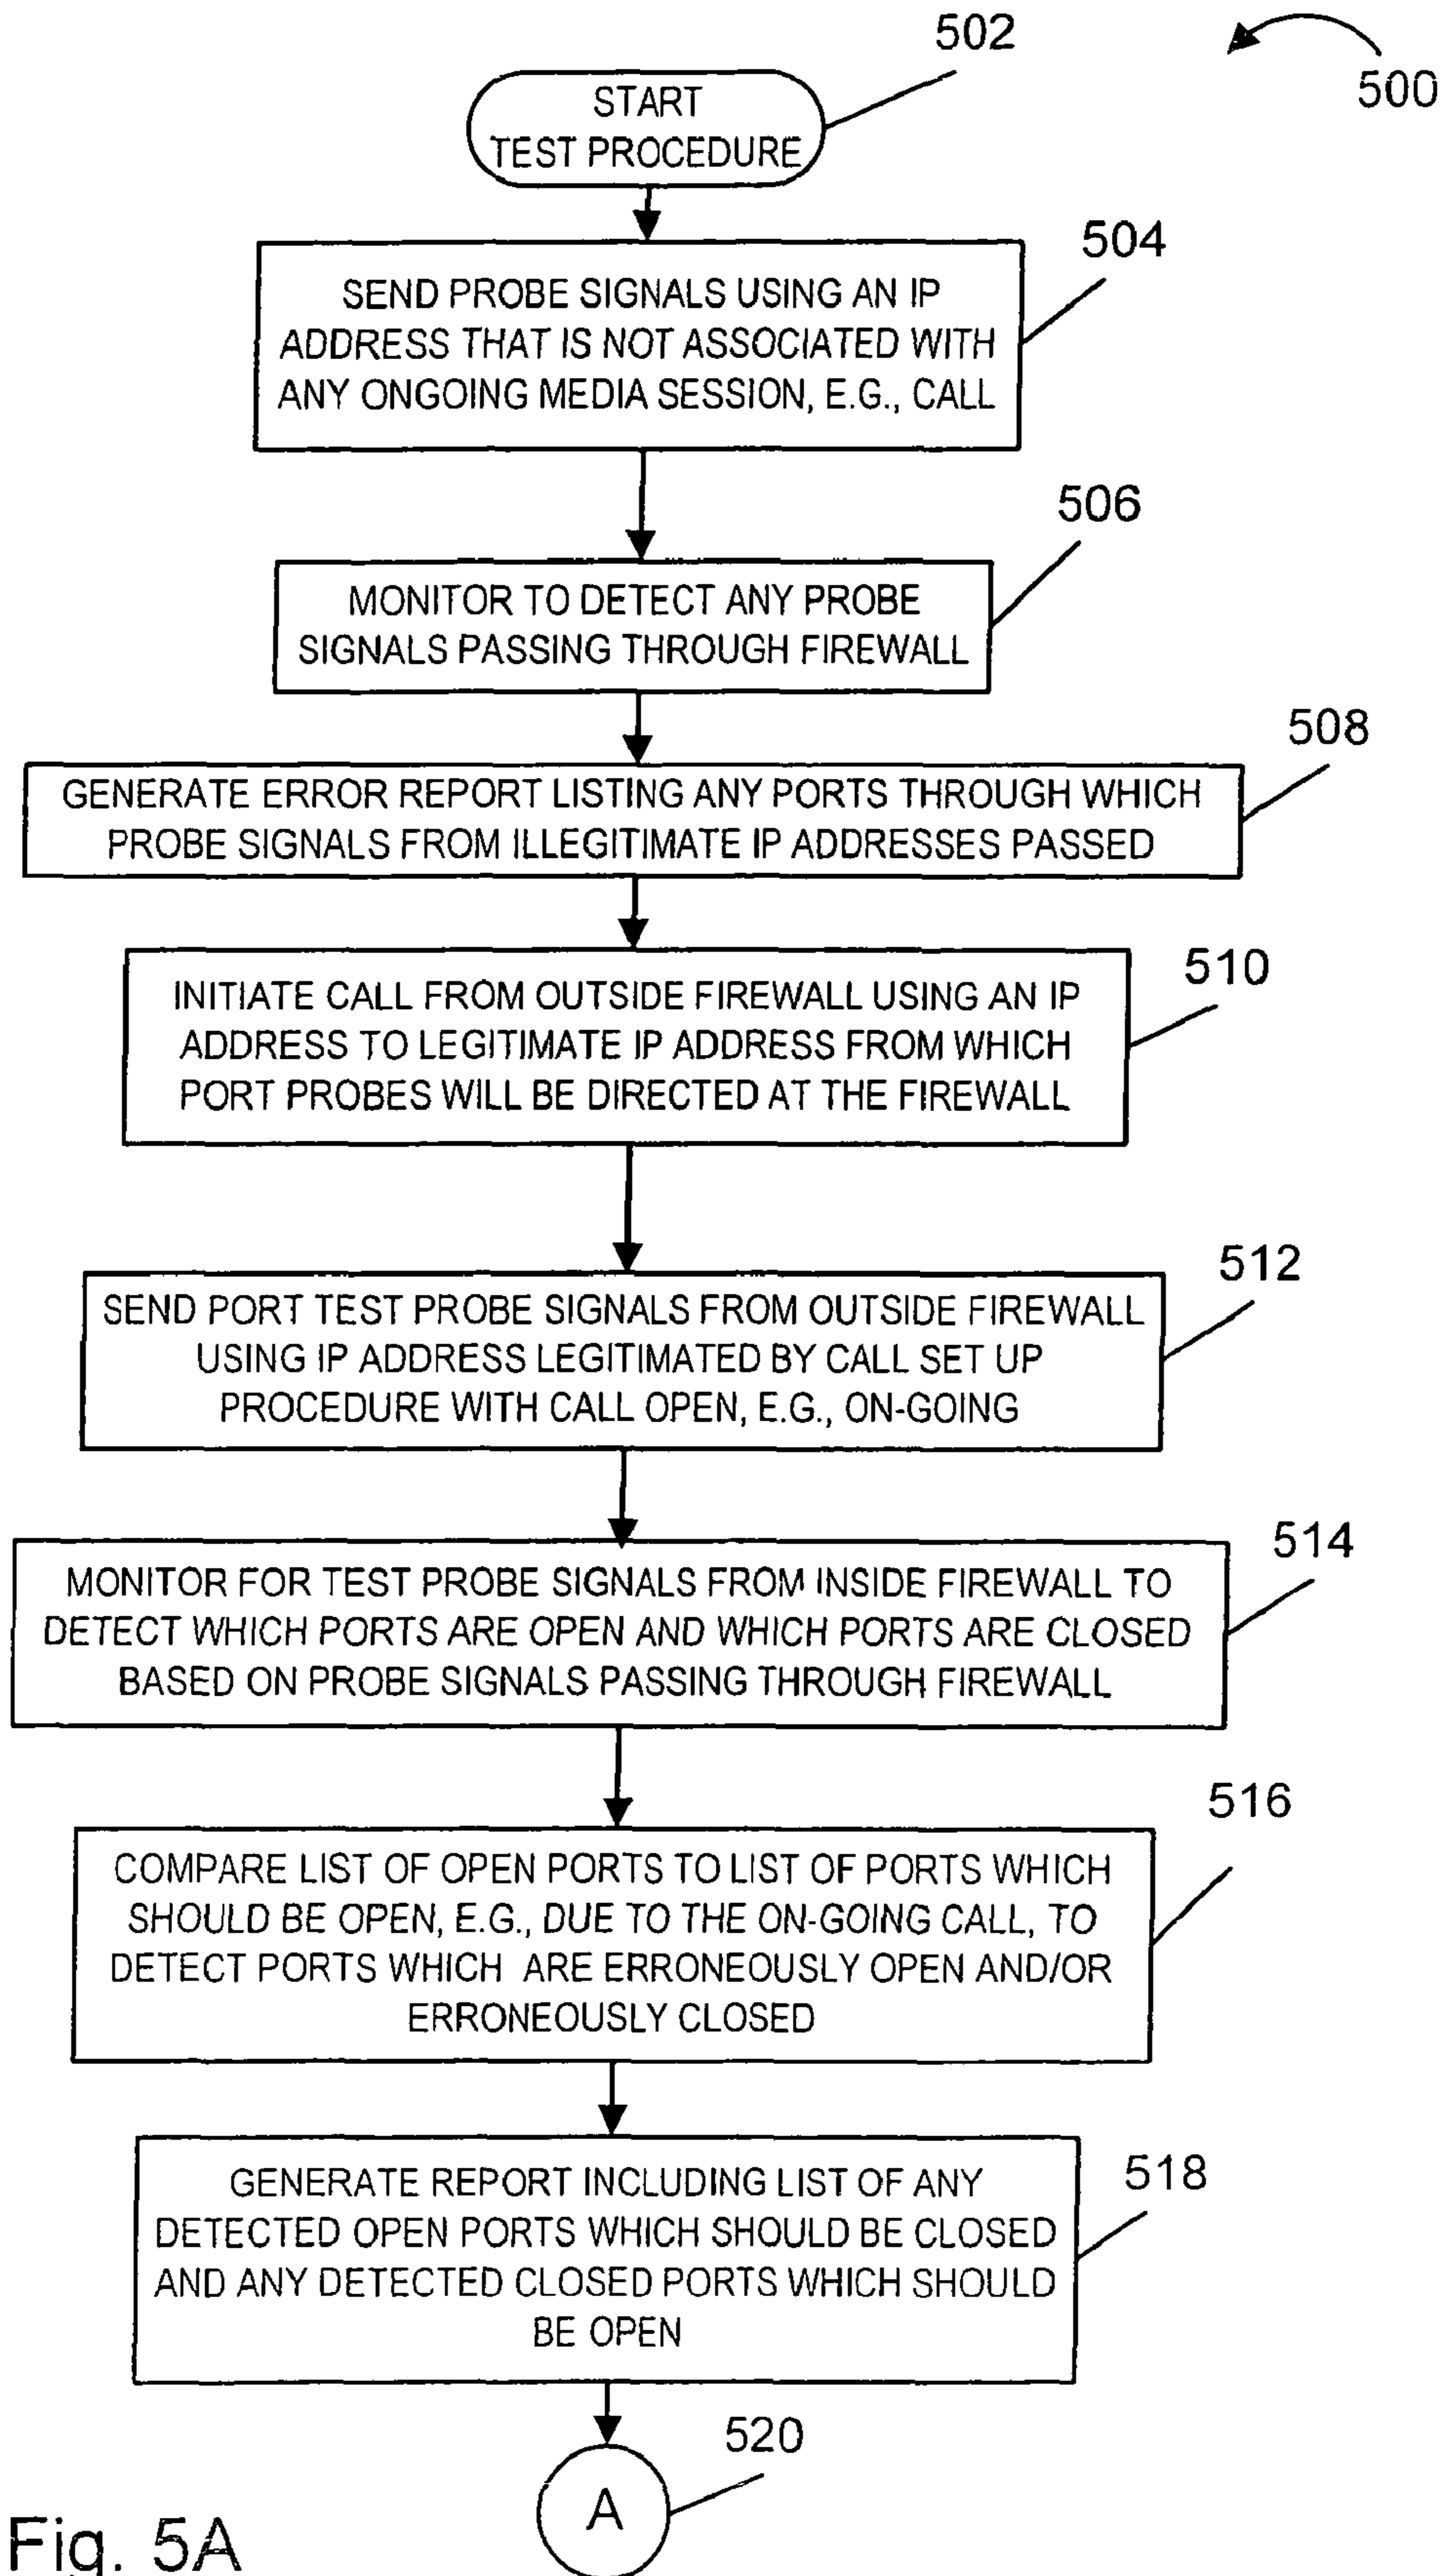 502
500
START
TEST PROCEDURE
504
SEND PROBE SIGNALS USING AN IP
ADDRESS THAT IS NOT ASSOCIATED WITH
ANY ONGOING MEDIA SESSION, E.G., CALL
506
MONITOR TO DETECT ANY PROBE
SIGNALS PASSING THROUGH FIREWALL
508
GENERATE ERROR REPORT LISTING ANY PORTS THROUGH WHICH
PROBE SIGNALS FROM ILLEGITIMATE IP ADDRESSES PASSED
510
INITIATE CALL FROM OUTSIDE FIREWALL USING AN IP
ADDRESS TO LEGITIMATE IP ADDRESS FROM WHICH
PORT PROBES WILL BE DIRECTED AT THE FIREWALL
512
SEND PORT TEST PROBE SIGNALS FROM OUTSIDE FIREWALL
USING IP ADDRESS LEGITIMATED BY CALL SET UP
PROCEDURE WITH CALL OPEN, E.G., ON-GOING
514
MONITOR FOR TEST PROBE SIGNALS FROM INSIDE FIREWALL TO
DETECT WHICH PORTS ARE OPEN AND WHICH PORTS ARE CLOSED
BASED ON PROBE SIGNALS PASSING THROUGH FIREWALL
516
COMPARE LIST OF OPEN PORTS TO LIST OF PORTS WHICH
SHOULD BE OPEN, E.G., DUE TO THE ON-GOING CALL, TO
DETECT PORTS WHICH ARE ERRONEOUSLY OPEN AND/OR
ERRONEOUSLY CLOSED
518
GENERATE REPORT INCLUDING LIST OF ANY
DETECTED OPEN PORTS WHICH SHOULD BE CLOSED
AND ANY DETECTED CLOSED PORTS WHICH SHOULD
BE OPEN
520
A
Fig. 5A